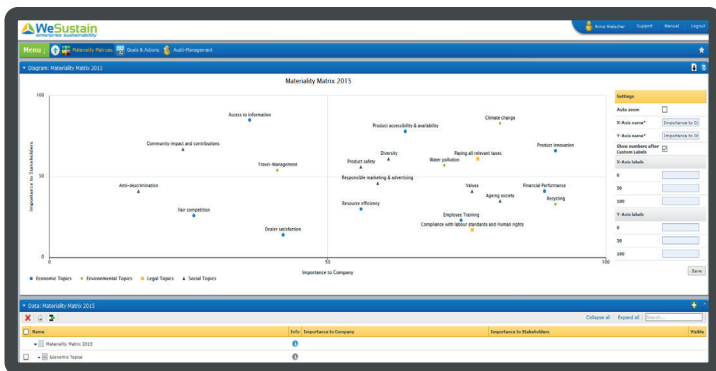 WeSustain
enterprise sustainability
Support Manual Logout
Menu Materiality Matrices Goals & Actions Audit-Management
Diagram: Materiality Matrix 2015
Materiality Matrix 2015
100
Access to information
Climate change
Product accessibility & availability
Community impact and contributions
Product innovation
Diversity
Paying all relevant taxes
Travel-Management
Product safety
Water pollution
50
Responsible marketing & advertising
Anti-discrimination
Values
Financial Performance
Ageing society
Resource efficiency
Recycling
Fair competition
Employee Training
Compliance with labour standards and Human rights
Dealer satisfaction
0
0 50 100
Importance to Stakeholders
Importance to Company
Economic Topics Environmental Topics Legal Topics Social Topics
Settings
Auto zoom
X-Axis name* Importance to
Y-Axis name* Importance to
Show numbers after
Custom Labels
X-Axis labels
0
50
100
Y-Axis labels
0
50
100
Save
Data: Materiality Matrix 2015
Collapse all Expand all Search...
Name Info Importance to Company Importance to Stakeholders Visible
Materiality Matrix 2015
Economic Topics